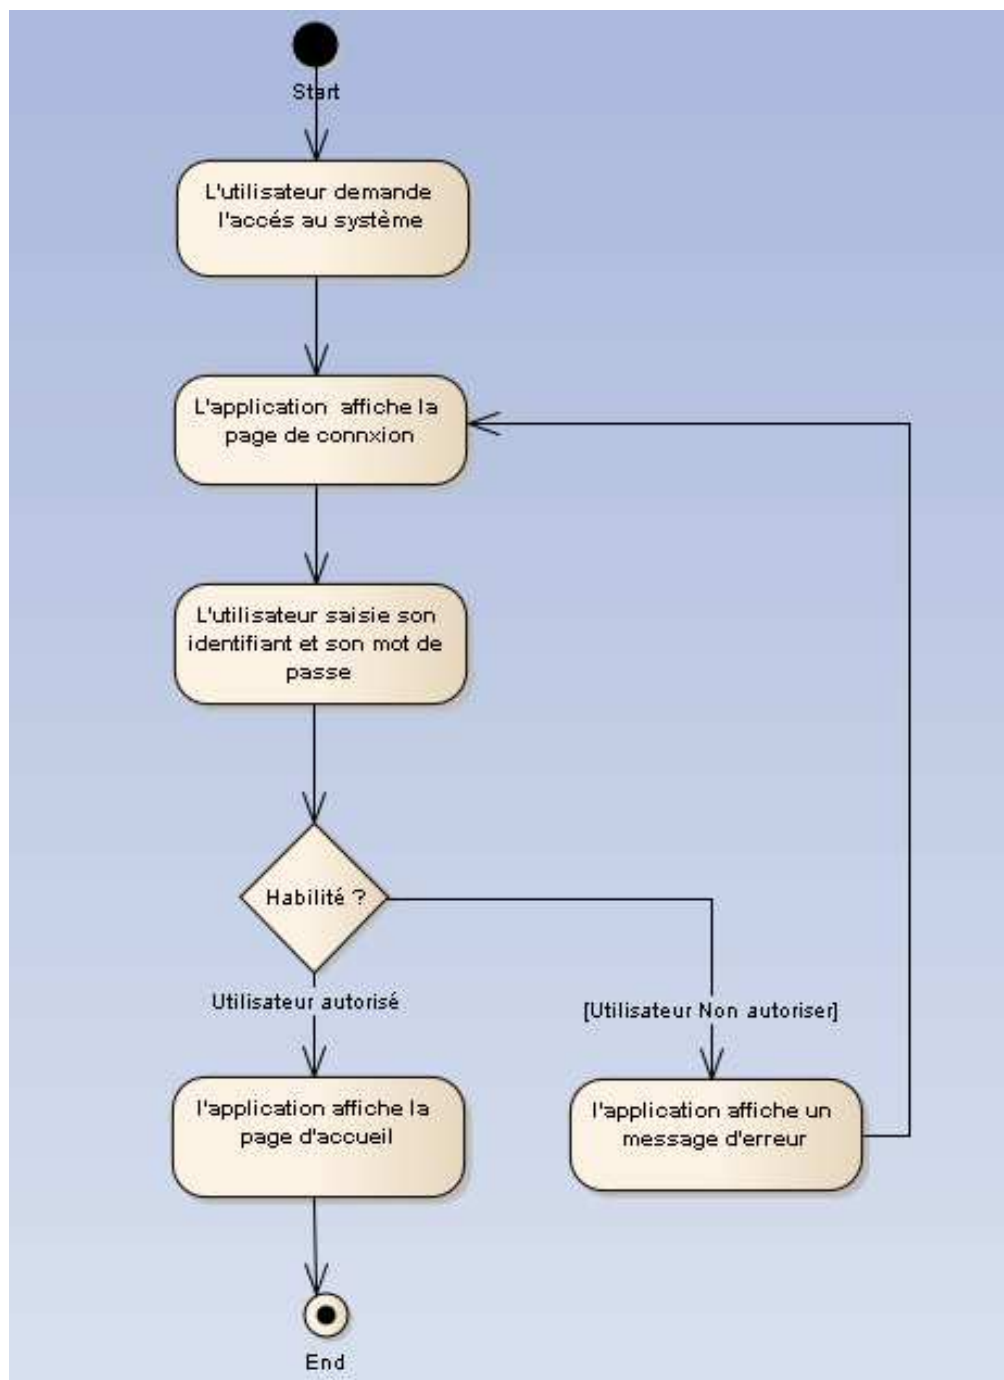 Start
L'utilisateur demande
l'accés au système
L'application affiche la
page de connxion
L'utilisateur saisie son
identifiant et son mot de
passe
Habilité ?
Utilisateur autorisé
[Utilisateur Non autoriser]
l'application affiche la
page d'accueil
l'application affiche un
message d'erreur
End